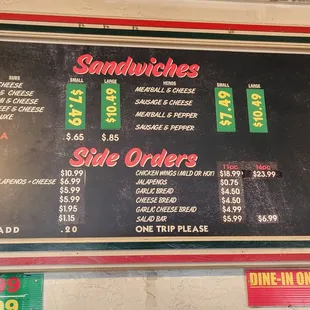 Sandwiches
SUBS SMALL LARGE HEROS SMALL LARGE
& CHEESE MEATBALL & CHEESE
& CHEESE $7.49 $10.49 SAUSAGE & CHEESE $7.49 $10.49
& CHEESE MEATBALL & PEPPER
& CHEESE
SAUSAGE & PEPPER
$.65 $.85
Side Orders
11pc 16pc
$10.99 CHICKEN WINGS (MILD OR HOT) $18.99 $23.99
+ CHEESE $6.99 JALAPENOS $0.75
$5.99 GARLIC BREAD $4.50
$5.99 CHEESE BREAD $4.50
$1.95 GARLIC CHEESE BREAD $4.99
$1.15 SALAD BAR $5.99 $6.99
ADD .20 ONE TRIP PLEASE
DINE-IN